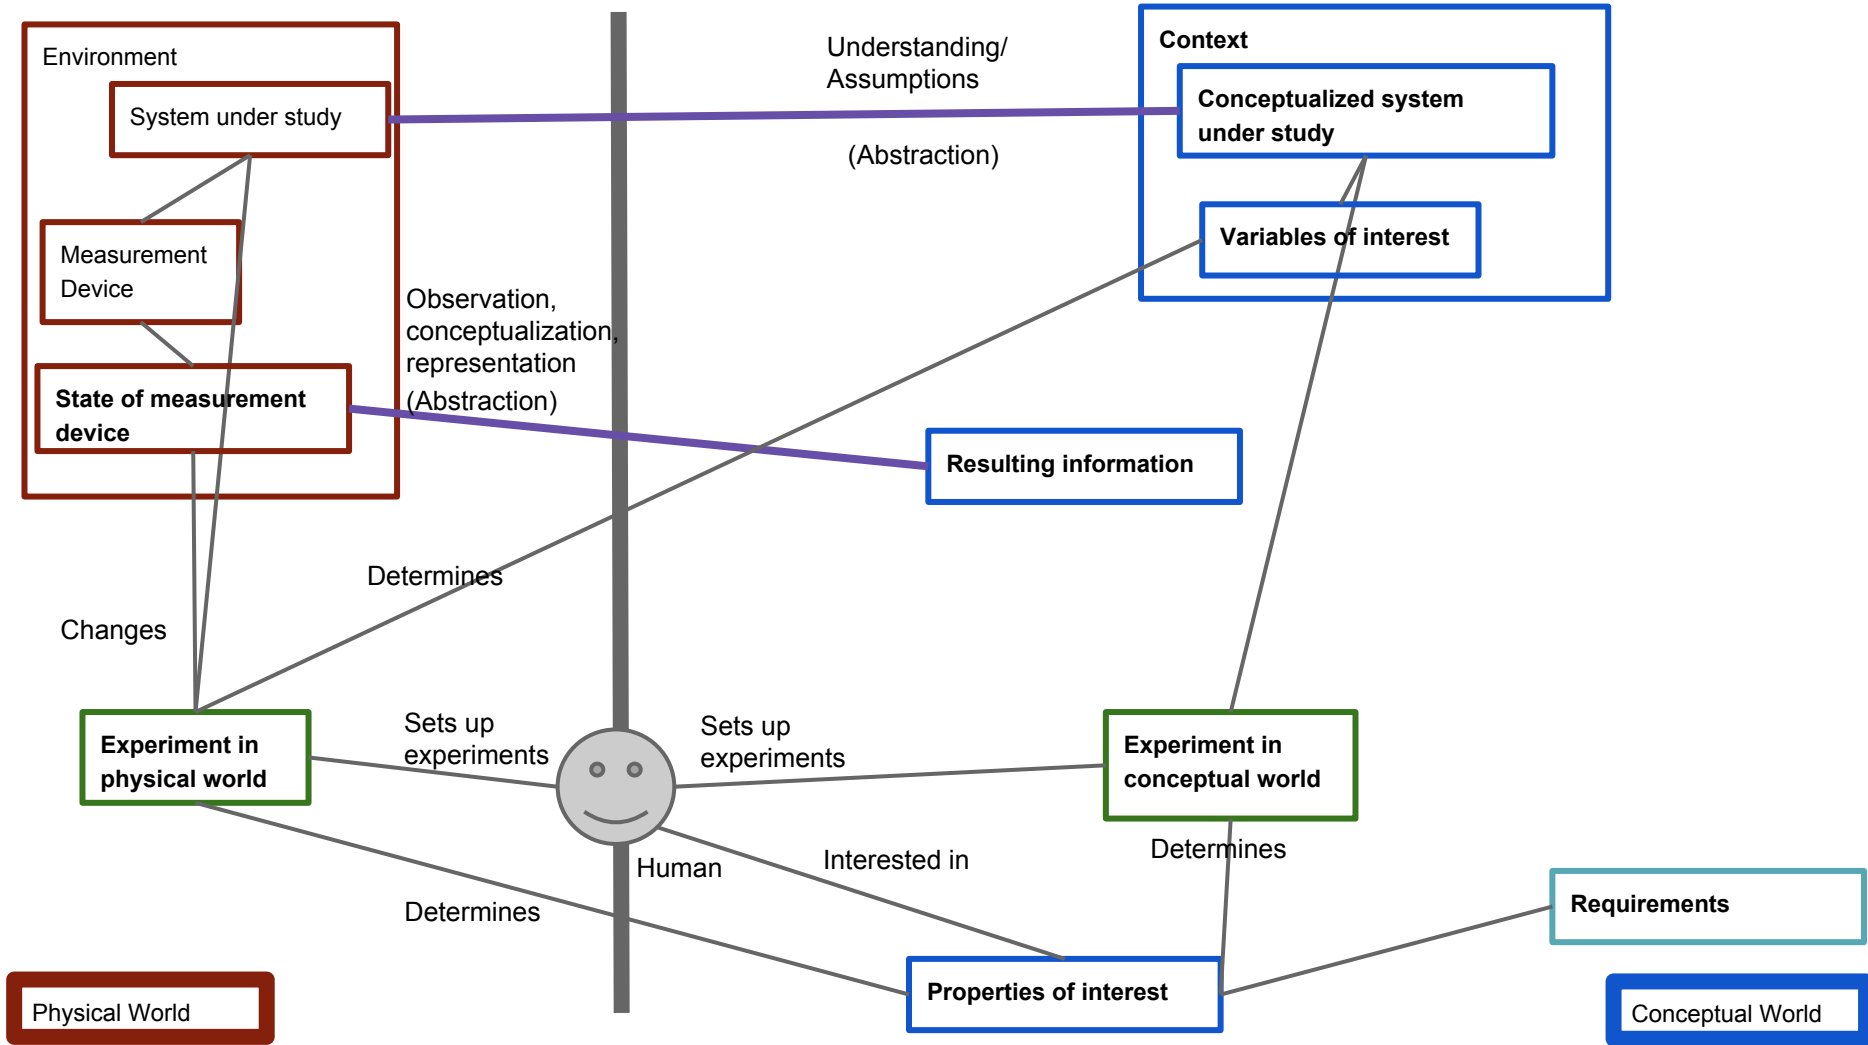 Environment
System under study
Measurement
Device
State of measurement
device
Understanding/
Assumptions
(Abstraction)
Context
Conceptualized system
under study
Variables of interest
Observation,
conceptualization,
representation
(Abstraction)
Resulting information
Determines
Changes
Experiment in
physical world
Sets up
experiments
Sets up
experiments
Experiment in
conceptual world
Human
Interested in
Determines
Determines
Requirements
Properties of interest
Physical World
Conceptual World